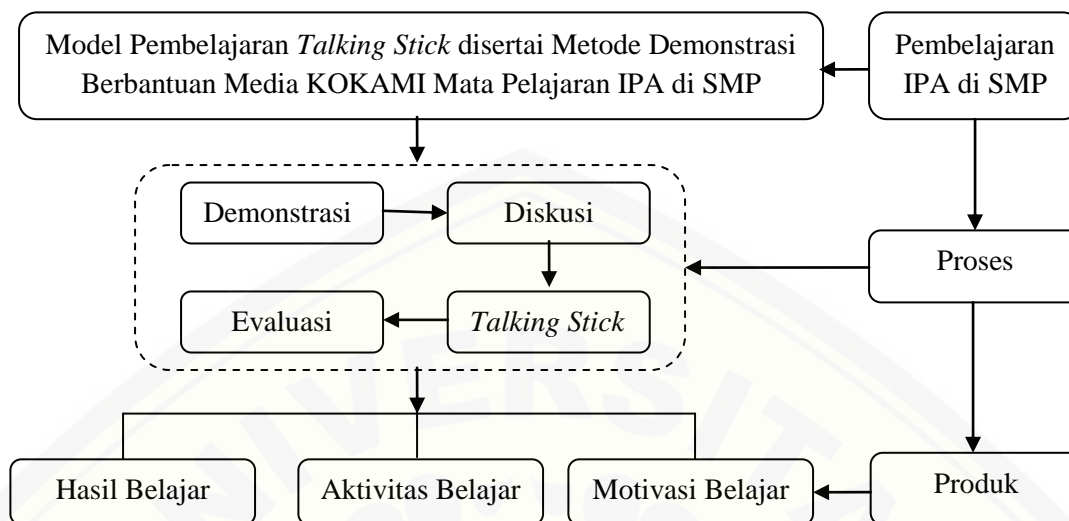 Model Pembelajaran Talking Stick disertai Metode Demonstrasi
Berbantuan Media KOKAMI Mata Pelajaran IPA di SMP
Pembelajaran
IPA di SMP
Demonstrasi
Diskusi
Proses
Evaluasi
Talking Stick
UNIVERSITA
Hasil Belajar
Aktivitas Belajar
Motivasi Belajar
Produk